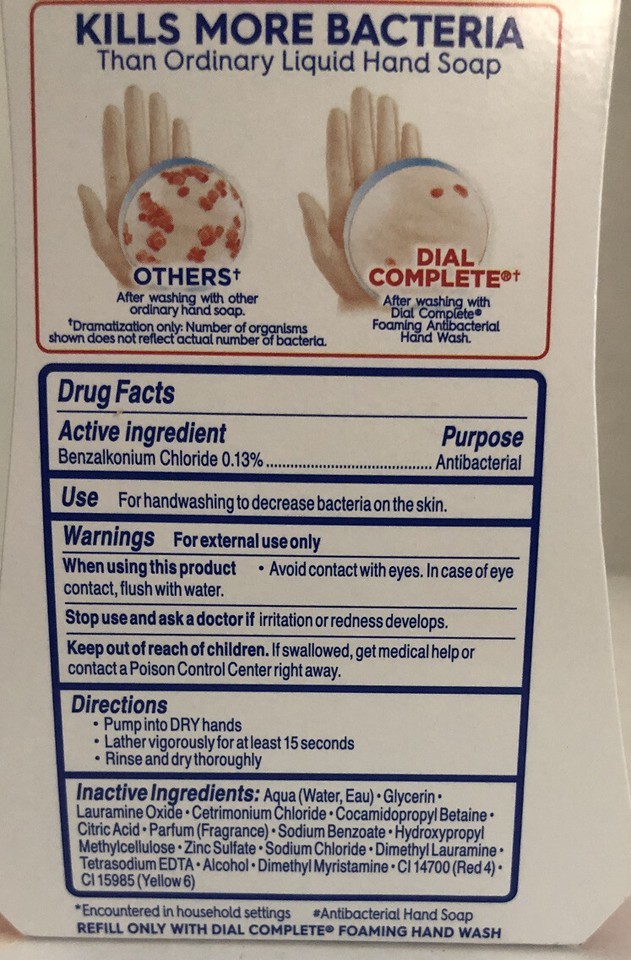 KILLS MORE BACTERIA
Than Ordinary Liquid Hand Soap
OTHERS†
After washing with other
ordinary hand soap.
†Dramatization only: Number of organisms
shown does not reflect actual number of bacteria.
DIAL
COMPLETE®†
After washing with
Dial Complete®
Foaming Antibacterial
Hand Wash.
Drug Facts
Active ingredient Purpose
Benzalkonium Chloride 0.13%.......................................... Antibacterial
Use For handwashing to decrease bacteria on the skin.
Warnings For external use only
When using this product • Avoid contact with eyes. In case of eye
contact, flush with water.
Stop use and ask a doctor if irritation or redness develops.
Keep out of reach of children. If swallowed, get medical help or
contact a Poison Control Center right away.
Directions
• Pump into DRY hands
• Lather vigorously for at least 15 seconds
• Rinse and dry thoroughly
Inactive Ingredients: Aqua (Water, Eau) • Glycerin •
Lauramine Oxide • Cetrimonium Chloride • Cocamidopropyl Betaine •
Citric Acid • Parfum (Fragrance) • Sodium Benzoate • Hydroxypropyl
Methylcellulose • Zinc Sulfate • Sodium Chloride • Dimethyl Lauramine •
Tetrasodium EDTA • Alcohol • Dimethyl Myristamine • CI 14700 (Red 4) •
CI 15985 (Yellow 6)
*Encountered in household settings #Antibacterial Hand Soap
REFILL ONLY WITH DIAL COMPLETE® FOAMING HAND WASH